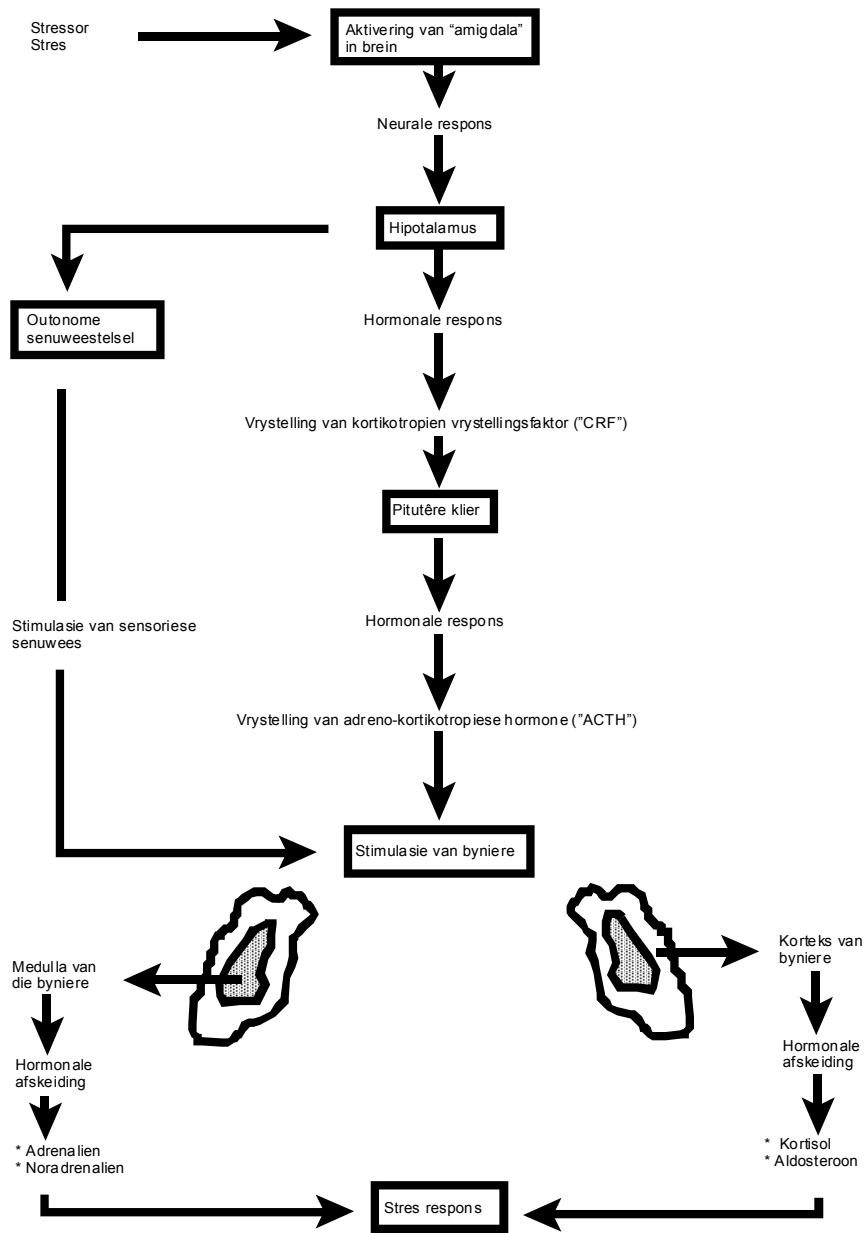 Stressor
Stres
Aktivering van “amigdala”
in brein
Neurale respons
Hipotalamus
Outonome
senuweestelsel
Hormonale respons
Vrystelling van kortikotropien vrystellingsfaktor (”CRF”)
Pitutêre klier
Stimulasie van sensoriese
senuwees
Hormonale respons
Vrystelling van adreno-kortikotropiese hormone (”ACTH”)
Stimulasie van byniere
Medulla van
die byniere
Korteks van
byniere
Hormonale
afskeiding
Hormonale
afskeiding
* Adrenalien
* Noradrenalien
* Kortisol
* Aldosteroon
Stres respons